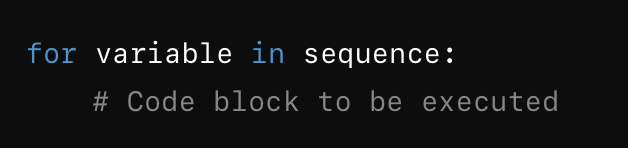 for variable in sequence:
    # Code block to be executed